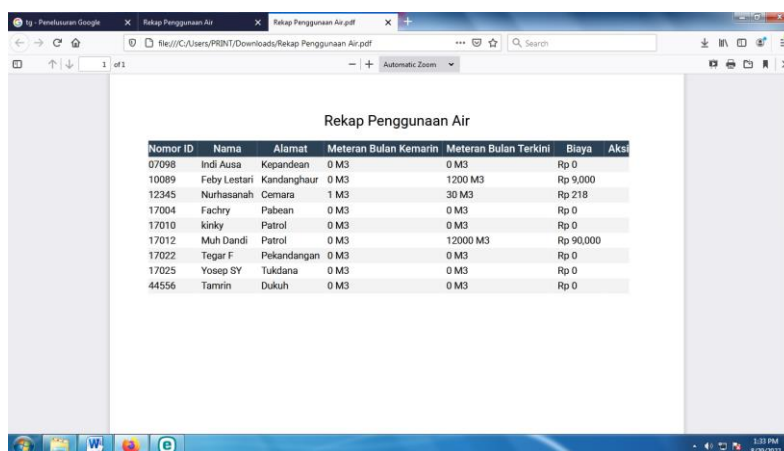 tg - Penelusuran Google
Rekap Penggunaan Air
Rekap Penggunaan Air.pdf
file:///C:/Users/PRINT/Downloads/Rekap Penggunaan Air.pdf
Search
1 of 1
Automatic Zoom
Rekap Penggunaan Air
Nomor ID Nama Alamat Meteran Bulan Kemarin Meteran Bulan Terkini Biaya Aksi
07098 Indi Ausa Kepandean 0 M3 0 M3 Rp 0
10089 Feby Lestari Kandanghaur 0 M3 1200 M3 Rp 9,000
12345 Nurhasanah Cemara 1 M3 30 M3 Rp 218
17004 Fachry Pabean 0 M3 0 M3 Rp 0
17010 kinky Patrol 0 M3 0 M3 Rp 0
17012 Muh Dandi Patrol 0 M3 12000 M3 Rp 90,000
17022 Tegar F Pekandangan 0 M3 0 M3 Rp 0
17025 Yosep SY Tukdana 0 M3 0 M3 Rp 0
44556 Tamrin Dukuh 0 M3 0 M3 Rp 0
1:33 PM